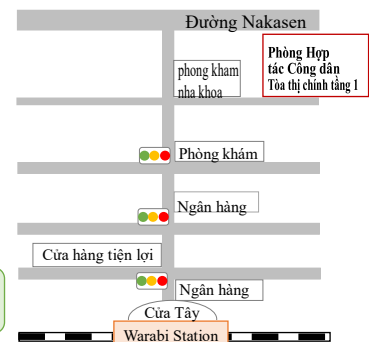 Đường Nakasen
Phòng Hợp
tác Công dân
Tòa thị chính tầng 1
phong kham
nha khoa
Phòng khám
Ngân hàng
Cửa hàng tiện lợi
Ngân hàng
Cửa Tây
Warabi Station